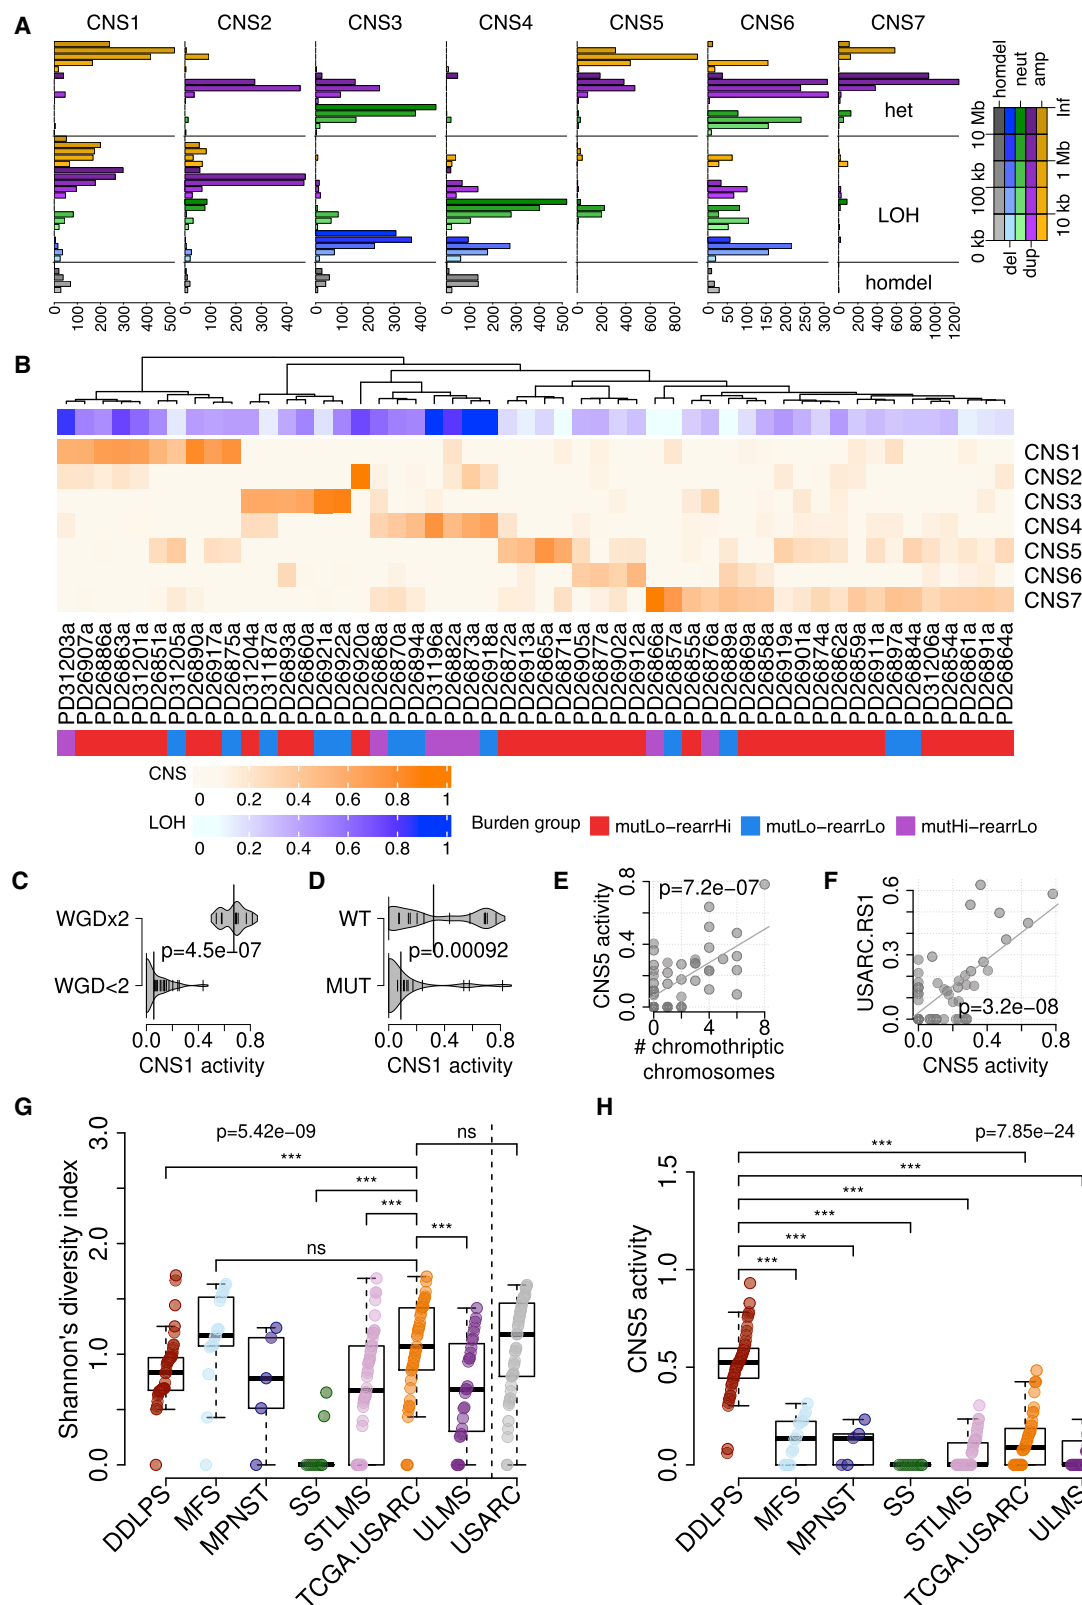 A
CNS1 CNS2 CNS3 CNS4 CNS5 CNS6 CNS7
het
LOH
homdel
0 100 200 300 400 500
0 100 200 300 400
0 100 200 300 400
0 100 200 300 400 500
0 200 400 600 800
0 50 100 150 200 250 300
0 200 400 600 800 1000 1200
homdel neut amp
0 kb 100 kb 10 Mb
10 kb 1 Mb Inf
del dup
B
CNS1
CNS2
CNS3
CNS4
CNS5
CNS6
CNS7
PD31203a
PD26907a
PD26886a
PD26863a
PD31201a
PD26851a
PD31205a
PD26890a
PD26917a
PD26875a
PD31204a
PD31187a
PD26893a
PD26860a
PD26921a
PD26922a
PD26920a
PD26868a
PD26870a
PD26894a
PD31196a
PD26882a
PD26873a
PD26918a
PD26872a
PD26913a
PD26865a
PD26871a
PD26905a
PD26877a
PD26902a
PD26912a
PD26866a
PD26857a
PD26855a
PD26876a
PD26889a
PD26858a
PD26869a
PD26901a
PD26874a
PD26862a
PD26859a
PD26911a
PD26897a
PD26884a
PD31206a
PD26854a
PD26861a
PD26891a
PD26864a
CNS
0 0.2 0.4 0.6 0.8 1
LOH
0 0.2 0.4 0.6 0.8 1
Burden group mutLo−rearrHi mutLo−rearrLo mutHi−rearrLo
C
WGDx2
p=4.5e−07
WGD<2
0.0 0.4 0.8
CNS1 activity
D
WT
p=0.00092
MUT
0.0 0.4 0.8
CNS1 activity
E
p=7.2e−07
CNS5 activity
0.0 0.4 0.8
0 4 8
# chromothriptic
chromosomes
F
USARC.RS1
0.0 0.3 0.6
p=3.2e−08
0.0 0.4 0.8
CNS5 activity
G
p=5.42e−09
ns
***
***
***
***
ns
Shannon's diversity index
0.0 1.0 2.0 3.0
DDLPS MFS MPNST SS STLMS TCGA.USARC ULMS USARC
H
p=7.85e−24
***
***
***
***
***
***
CNS5 activity
0.0 0.5 1.0 1.5
DDLPS MFS MPNST SS STLMS TCGA.USARC ULMS